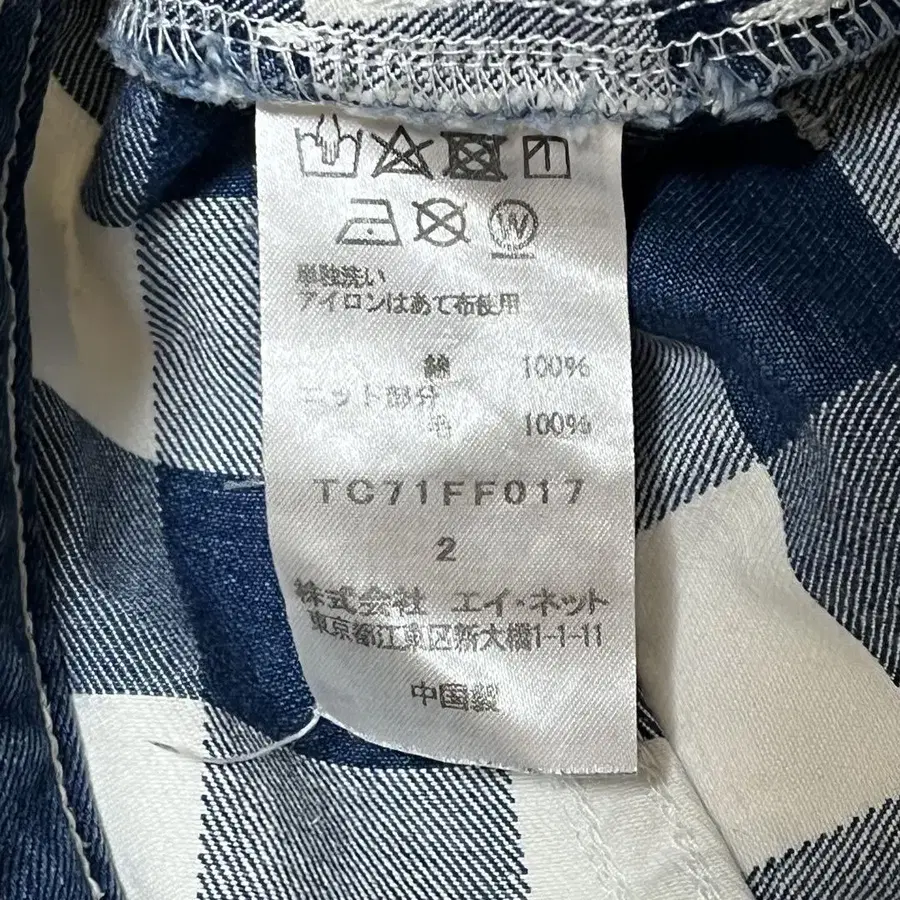 単独洗い
アイロンはあて布使用
綿 100%
ニット部分
毛 100%
TC71FF017
2
株式会社 エイ・ネット
東京都江東区新大橋1-1-11
中国製